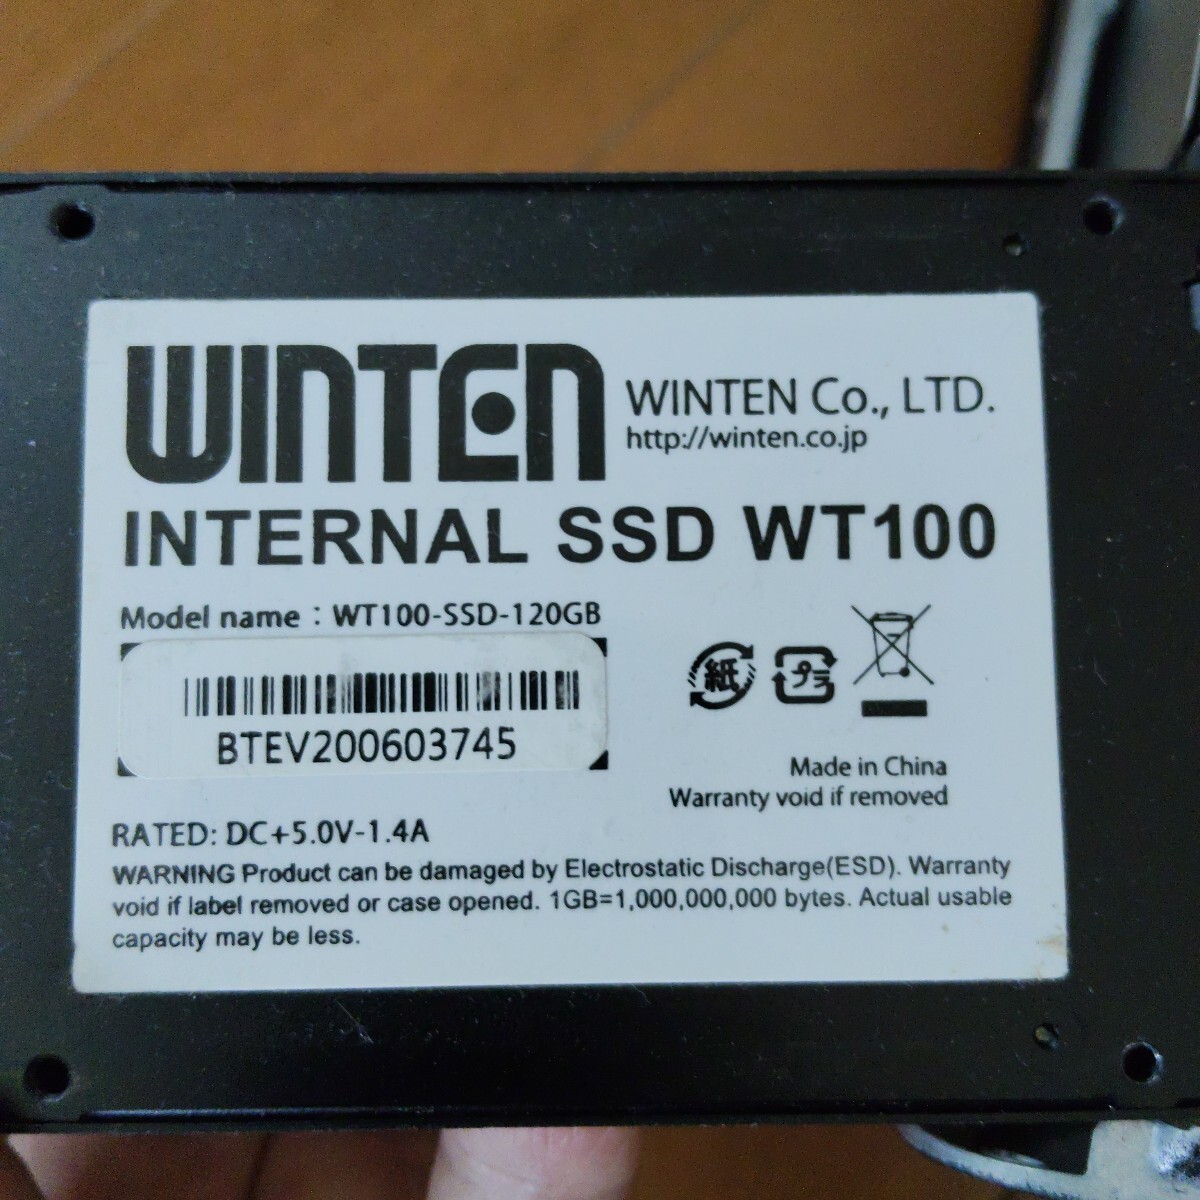 WINTEN
WINTEN Co., LTD.
http://winten.co.jp
INTERNAL SSD WT100
Model name：WT100-SSD-120GB
BTEV200603745
紙
プラ
Made in China
Warranty void if removed
RATED: DC+5.0V-1.4A
WARNING Product can be damaged by Electrostatic Discharge(ESD). Warranty
void if label removed or case opened. 1GB=1,000,000,000 bytes. Actual usable
capacity may be less.